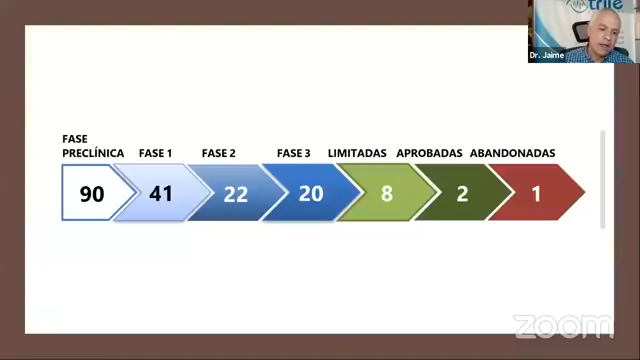 trife
Dr. Jaime
FASE
PRECLÍNICA FASE 1 FASE 2 FASE 3 LIMITADAS APROBADAS ABANDONADAS
90 41 22 20 8 2 1
zoom